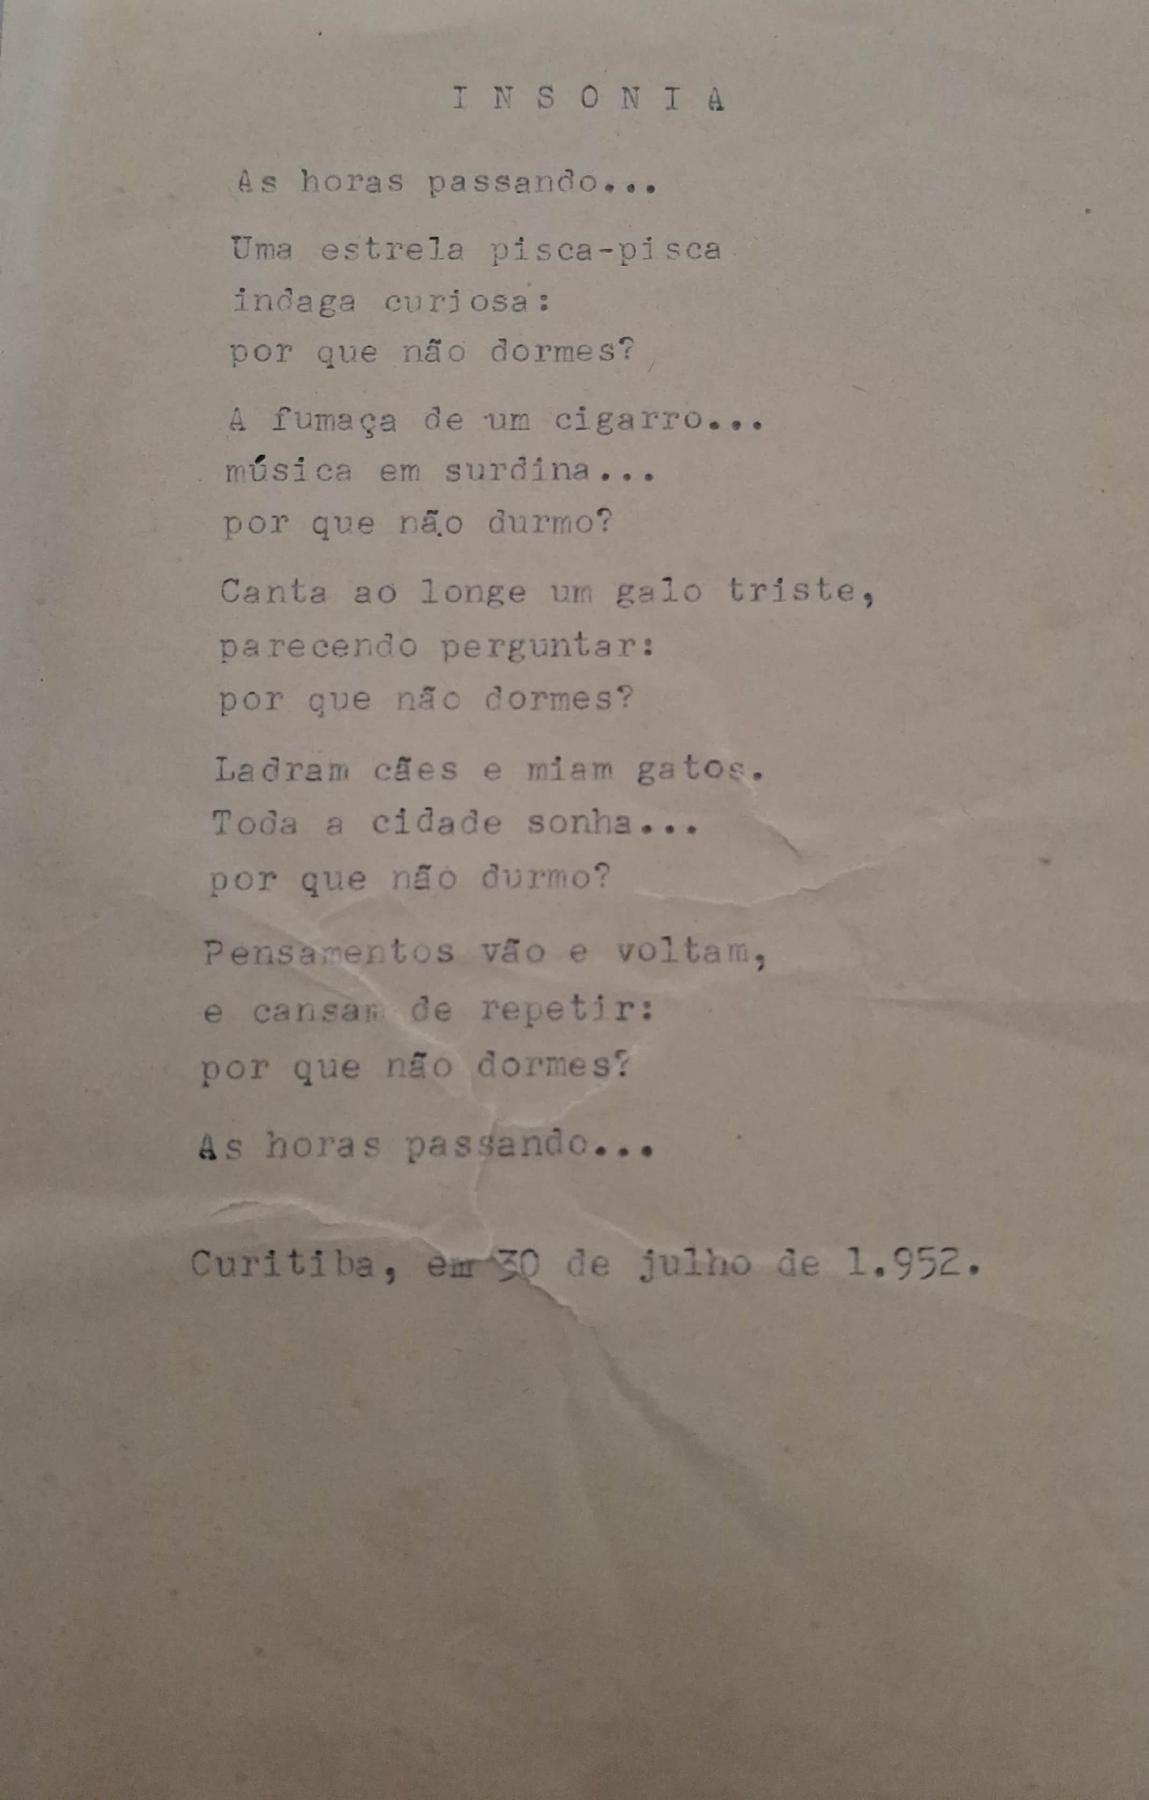 I N S O N I A
As horas passando...
Uma estrela pisca-pisca
indaga curiosa:
por que não dormes?
A fumaça de um cigarro...
música em surdina...
por que não durmo?
Canta ao longe um galo triste,
parecendo perguntar:
por que não dormes?
Ladram cães e miam gatos.
Toda a cidade sonha...
por que não durmo?
Pensamentos vão e voltam,
e cansam de repetir:
por que não dormes?
As horas passando...
Curitiba, em 30 de julho de 1.952.